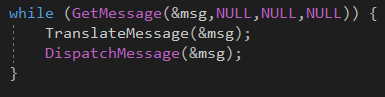 while (GetMessage(&msg,NULL,NULL,NULL)) {
    TranslateMessage(&msg);
    DispatchMessage(&msg);
}